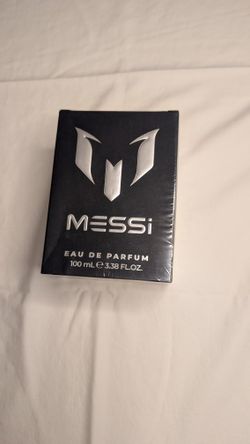 MESSi
EAU DE PARFUM
100 mL ℮ 3.38 FL.OZ.